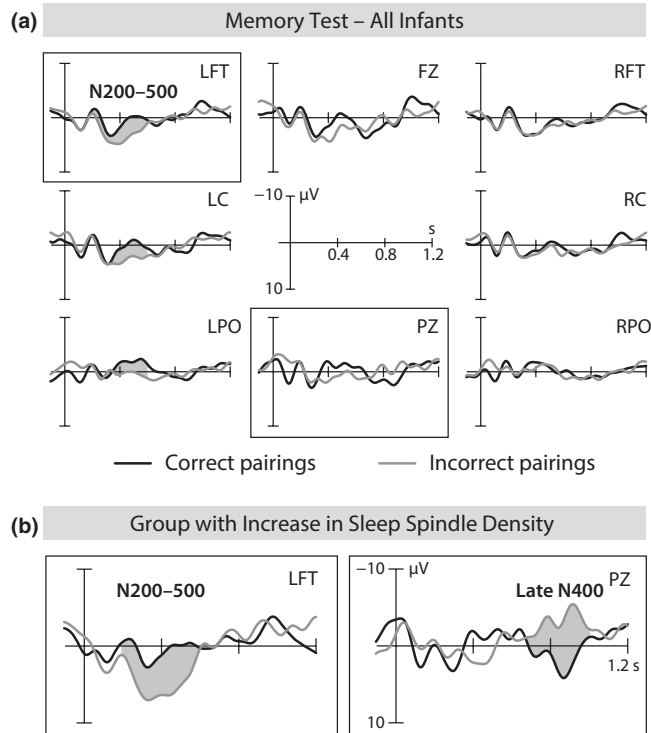 (a) Memory Test – All Infants
N200–500 LFT
FZ
RFT
LC
−10 µV
s
0.4 0.8 1.2
10
RC
LPO
PZ
RPO
Correct pairings Incorrect pairings
(b) Group with Increase in Sleep Spindle Density
N200–500 LFT
−10 µV
Late N400 PZ
1.2 s
10